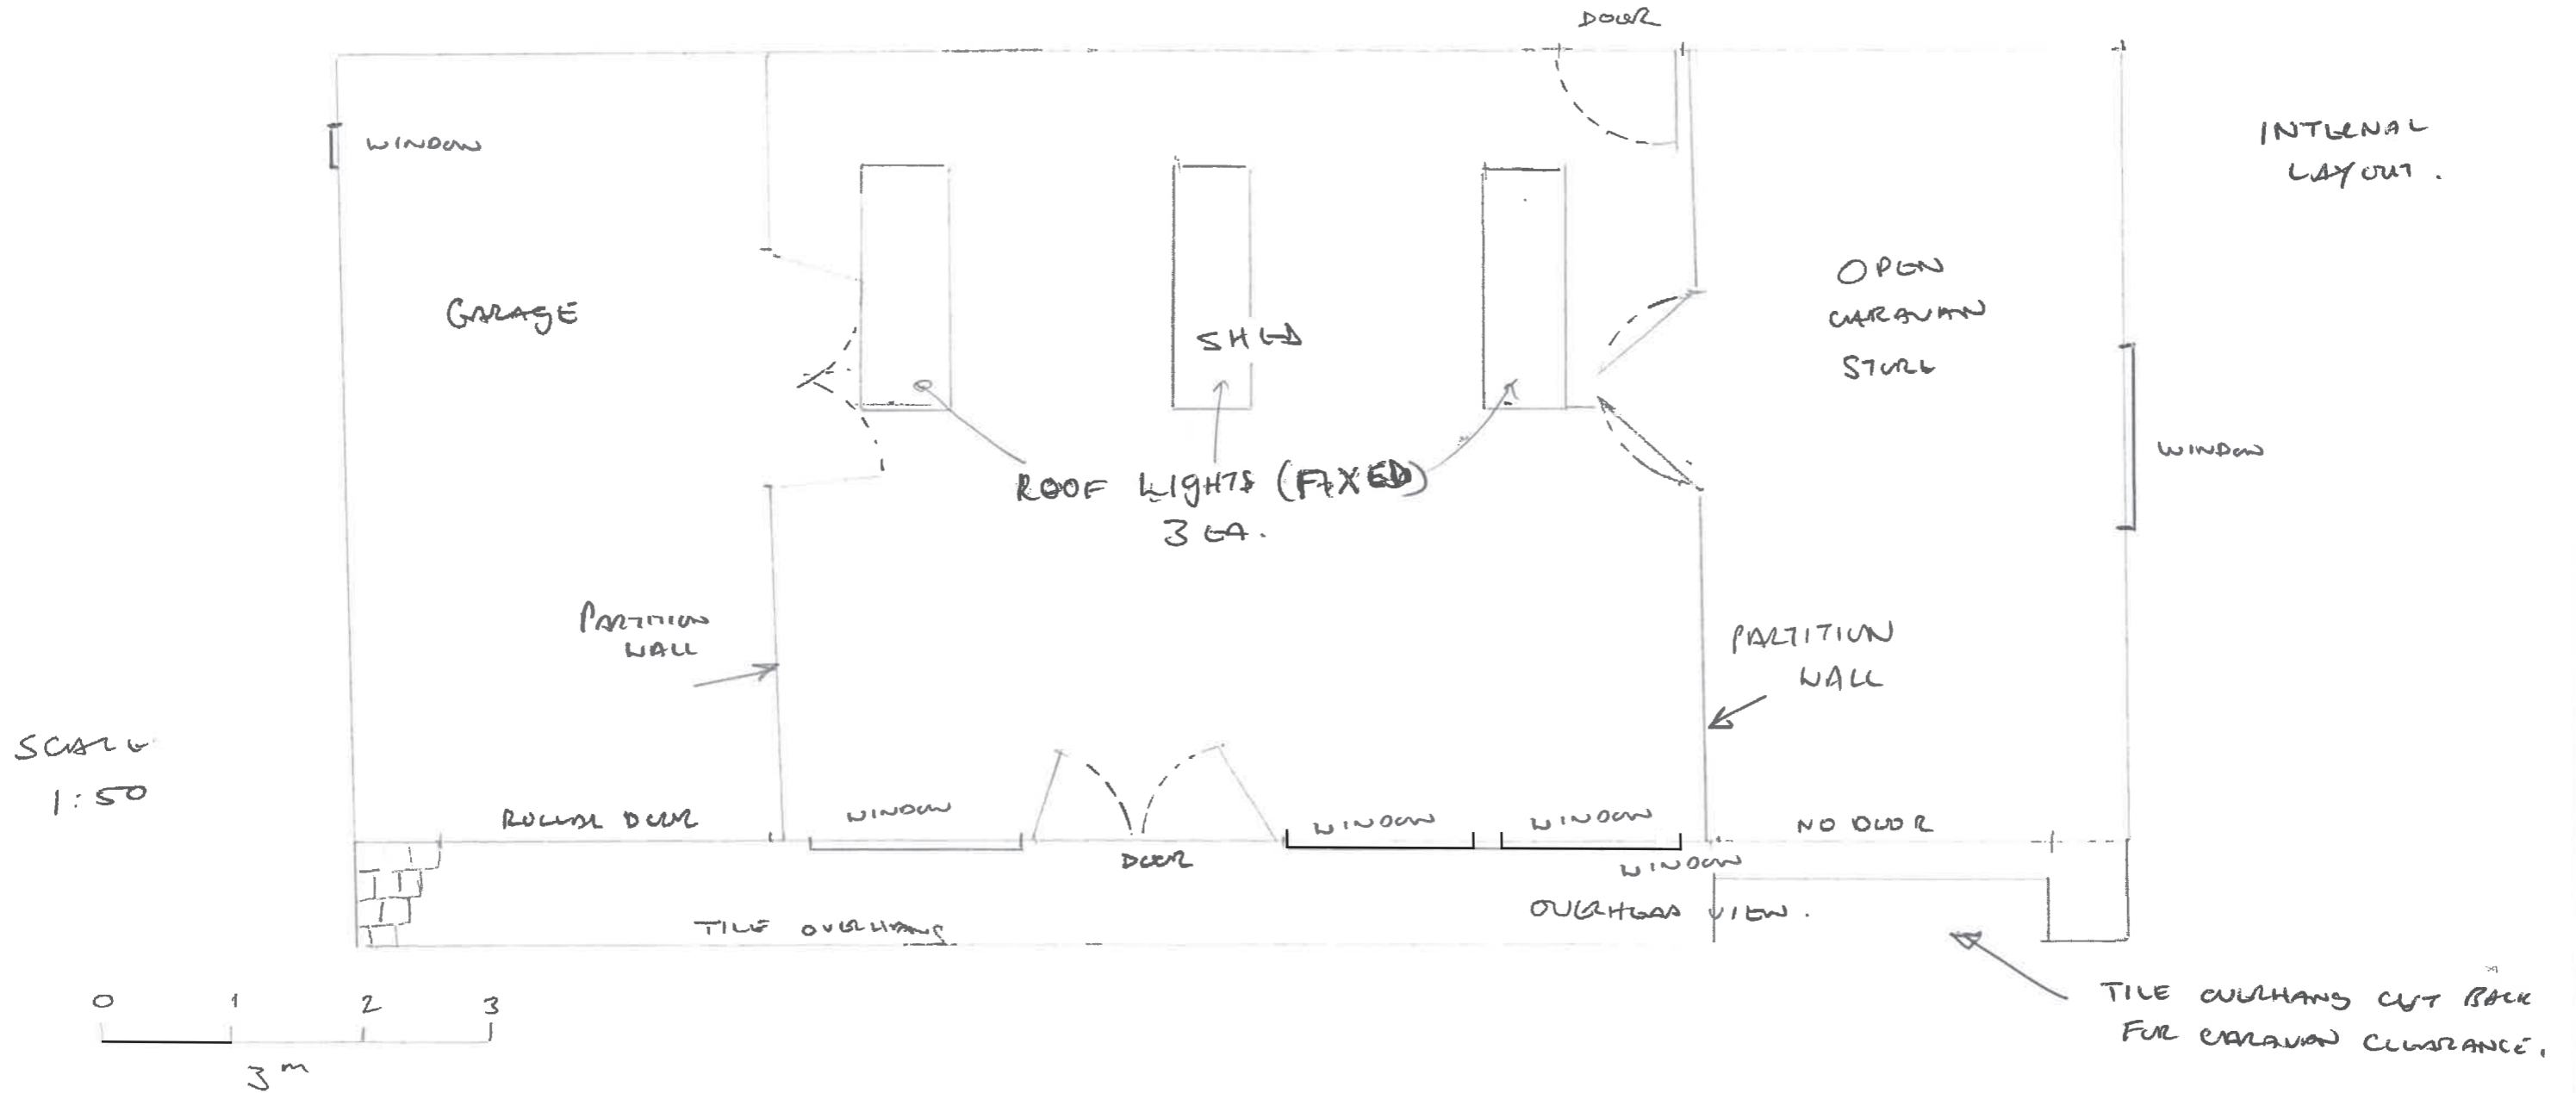 DOOR
WINDOW
INTERNAL
LAYOUT.
GARAGE
OPEN
CARAVAN
STORE
SHED
WINDOW
ROOF LIGHTS (FIXED)
3 EA.
PARTITION
WALL
PARTITION
WALL
SCALE
1:50
ROLLER DOOR
WINDOW
WINDOW
WINDOW
NO DOOR
DOOR
WINDOW
TILE OVERHANG
OVERHEAD VIEW.
TILE OVERHANG CUT BACK
FOR CARAVAN CLEARANCE.
0 1 2 3
3m